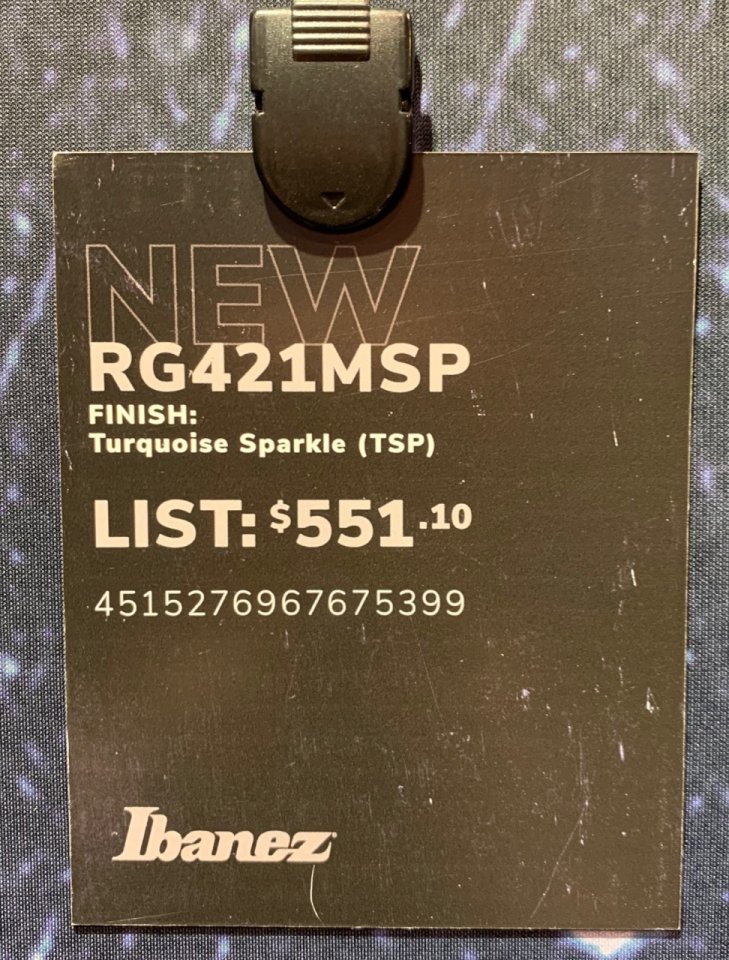 NEW
RG421MSP
FINISH:
Turquoise Sparkle (TSP)
LIST: $551.10
4515276967675399
Ibanez